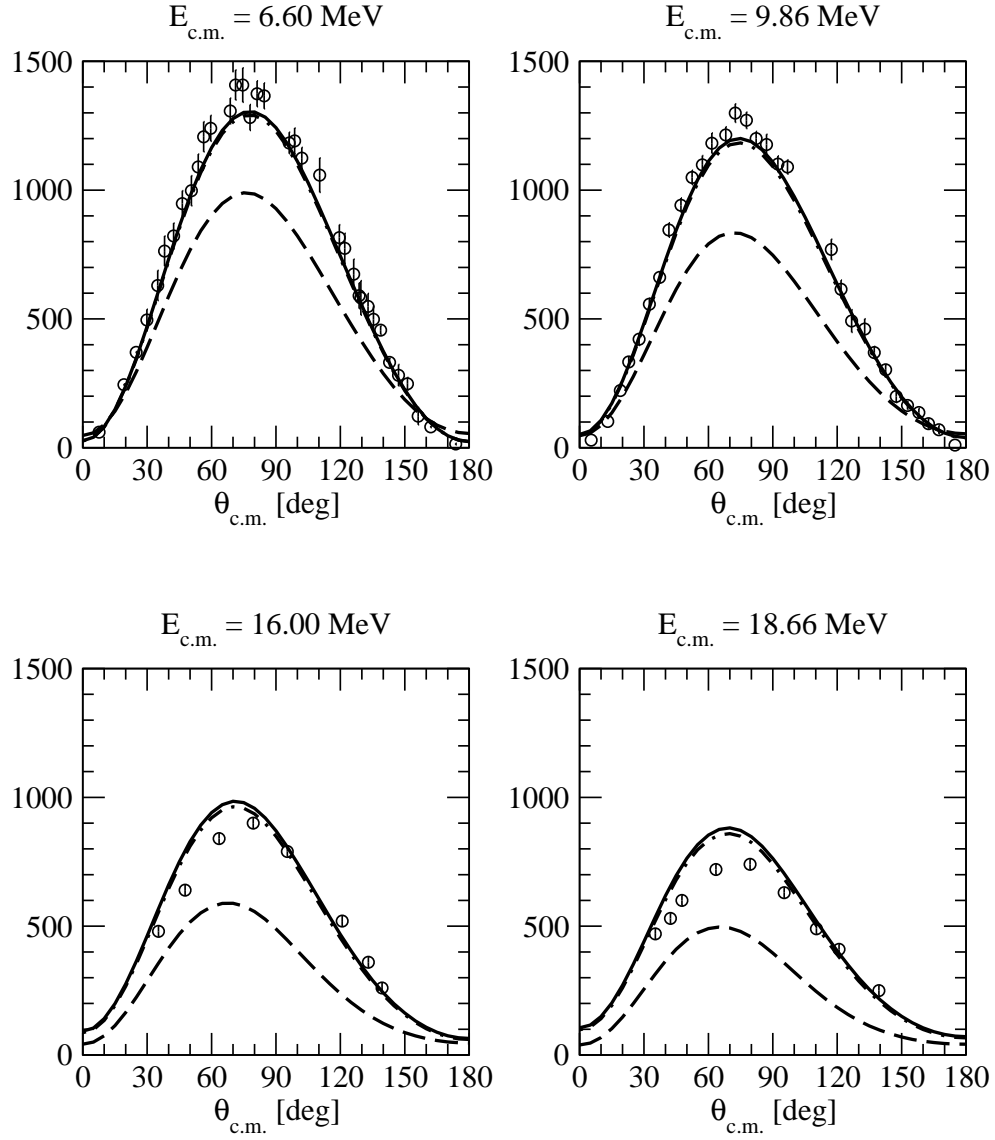 E_c.m. = 6.60 MeV
1500
1000
500
0
0 30 60 90 120 150 180
θ_c.m. [deg]
E_c.m. = 9.86 MeV
1500
1000
500
0
0 30 60 90 120 150 180
θ_c.m. [deg]
E_c.m. = 16.00 MeV
1500
1000
500
0
0 30 60 90 120 150 180
θ_c.m. [deg]
E_c.m. = 18.66 MeV
1500
1000
500
0
0 30 60 90 120 150 180
θ_c.m. [deg]